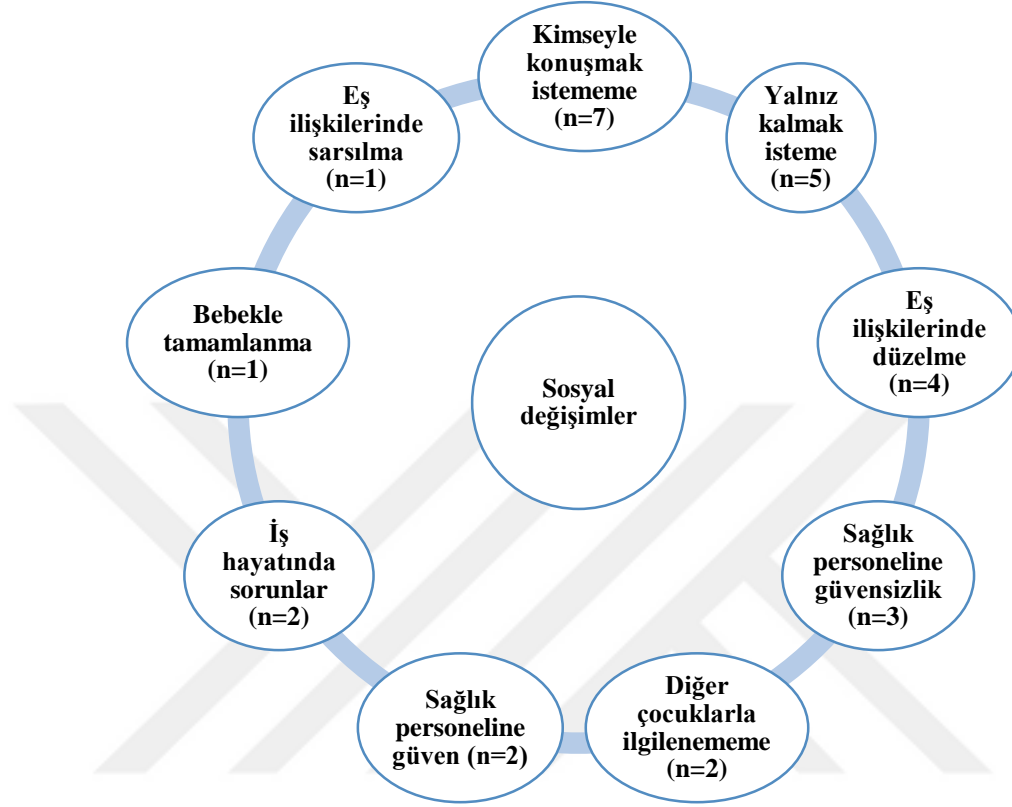 Kimseyle
konuşmak
istememe
(n=7)
Yalnız
kalmak
isteme
(n=5)
Eş
ilişkilerinde
düzelme
(n=4)
Sağlık
personeline
güvensizlik
(n=3)
Diğer
çocuklarla
ilgilenememe
(n=2)
Sağlık
personeline
güven (n=2)
İş
hayatında
sorunlar
(n=2)
Bebekle
tamamlanma
(n=1)
Eş
ilişkilerinde
sarsılma
(n=1)
Sosyal
değişimler